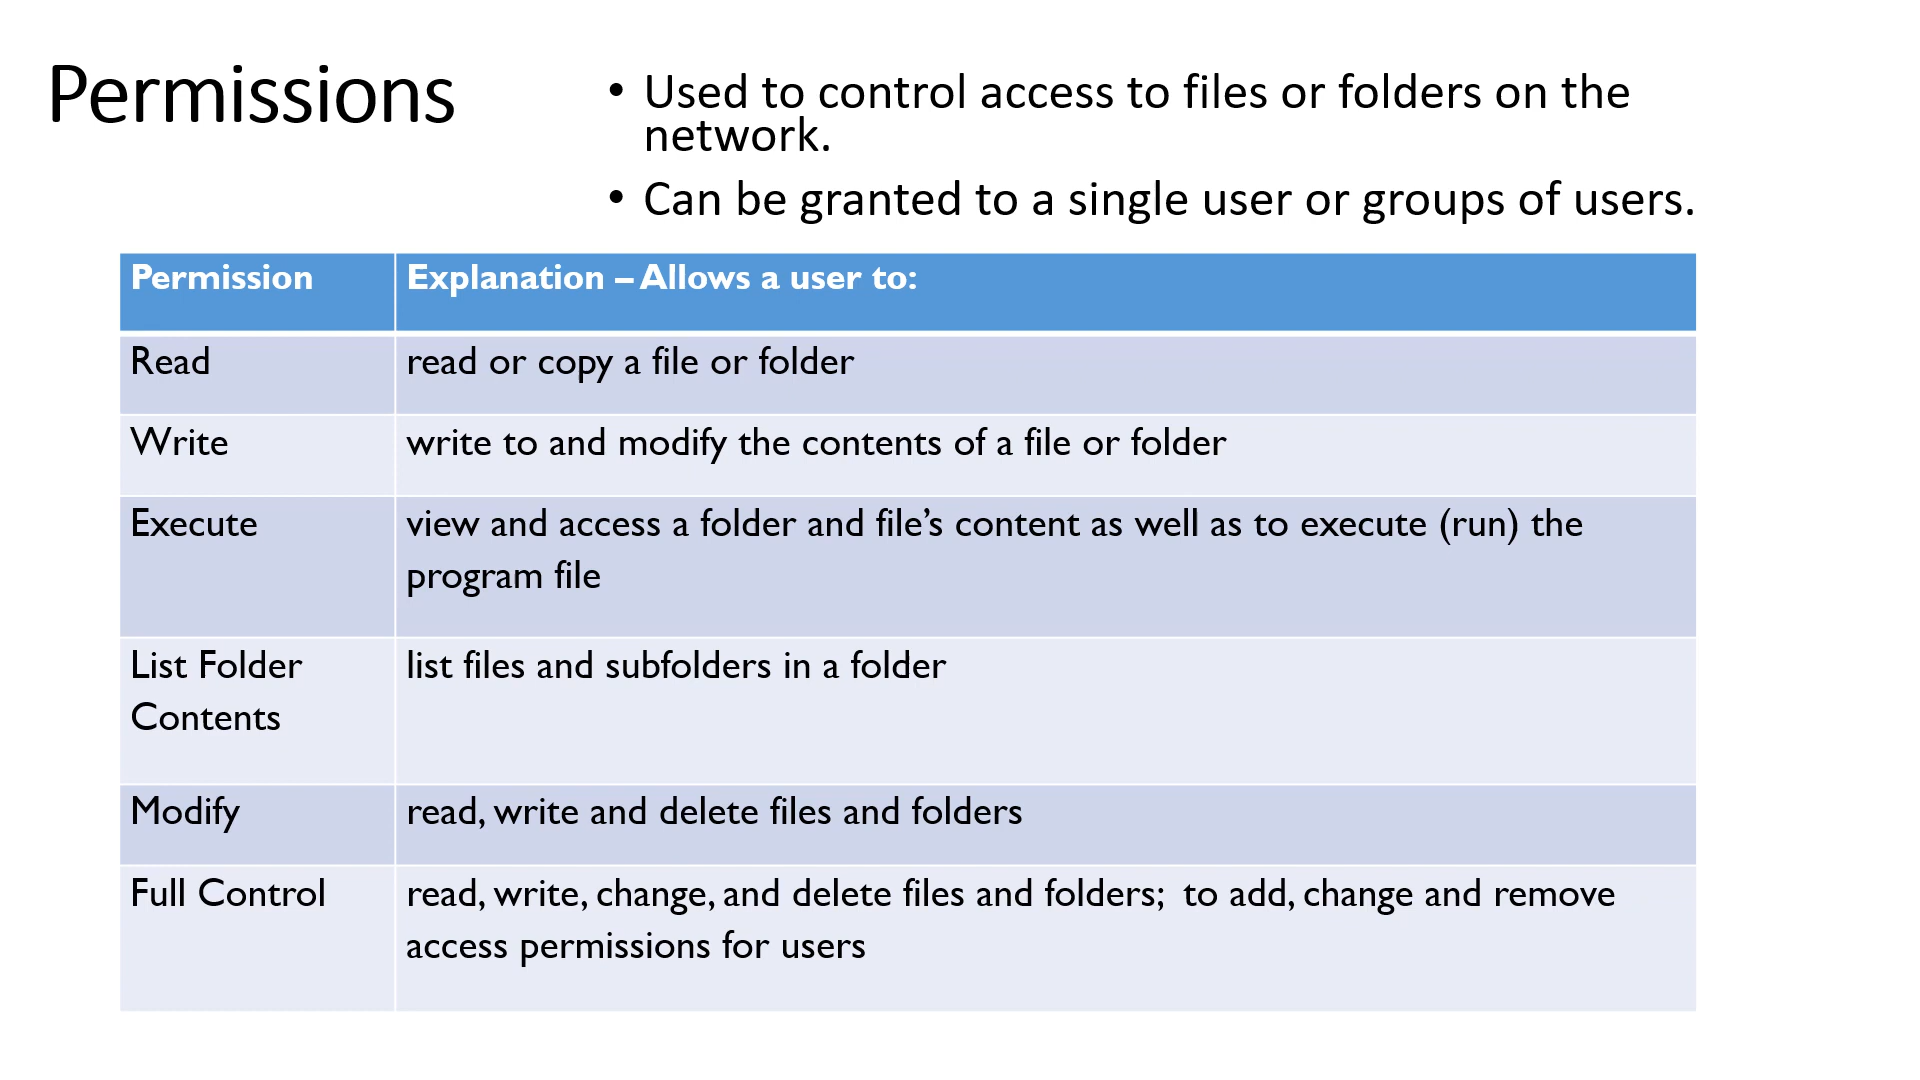 Permissions
• Used to control access to files or folders on the
network.
• Can be granted to a single user or groups of users.
Permission Explanation – Allows a user to:
Read read or copy a file or folder
Write write to and modify the contents of a file or folder
Execute view and access a folder and file’s content as well as to execute (run) the
program file
List Folder list files and subfolders in a folder
Contents
Modify read, write and delete files and folders
Full Control read, write, change, and delete files and folders;  to add, change and remove
access permissions for users